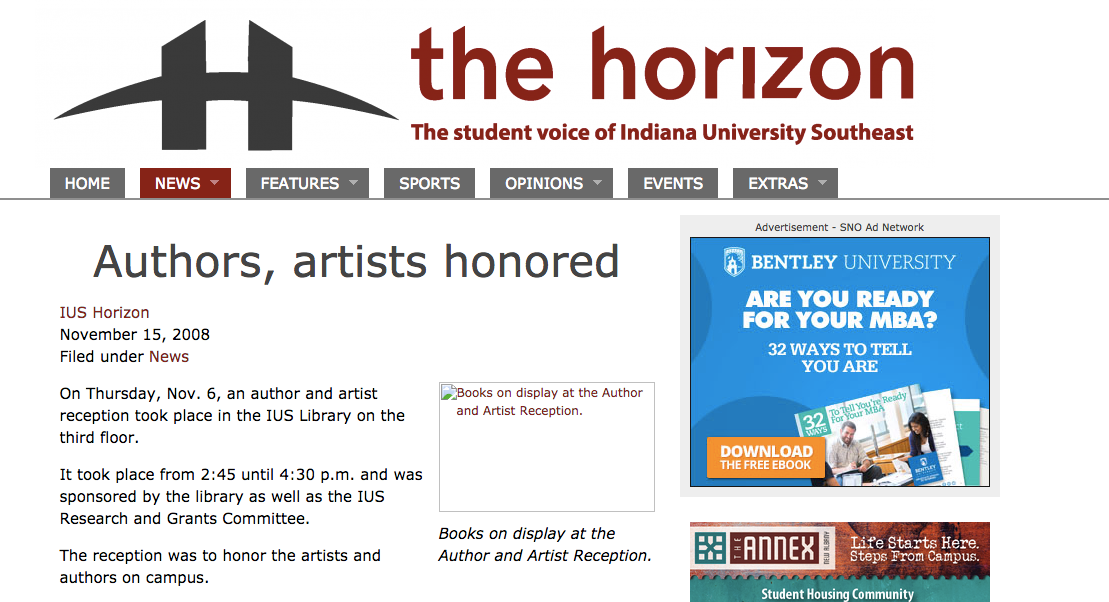 the horizon
The student voice of Indiana University Southeast
HOME NEWS FEATURES SPORTS OPINIONS EVENTS EXTRAS
Authors, artists honored
IUS Horizon
November 15, 2008
Filed under News
On Thursday, Nov. 6, an author and artist
reception took place in the IUS Library on the
third floor.
It took place from 2:45 until 4:30 p.m. and was
sponsored by the library as well as the IUS
Research and Grants Committee.
The reception was to honor the artists and
authors on campus.
Books on display at the Author
and Artist Reception.
Books on display at the
Author and Artist Reception.
Advertisement - SNO Ad Network
BENTLEY UNIVERSITY
ARE YOU READY
FOR YOUR MBA?
32 WAYS TO TELL
YOU ARE
32 WAYS
To Tell You're Ready
For Your MBA
BENTLEY
DOWNLOAD
THE FREE EBOOK
THE ANNEX
NEW ALBANY
Life Starts Here.
Steps From Campus.
Student Housing Community